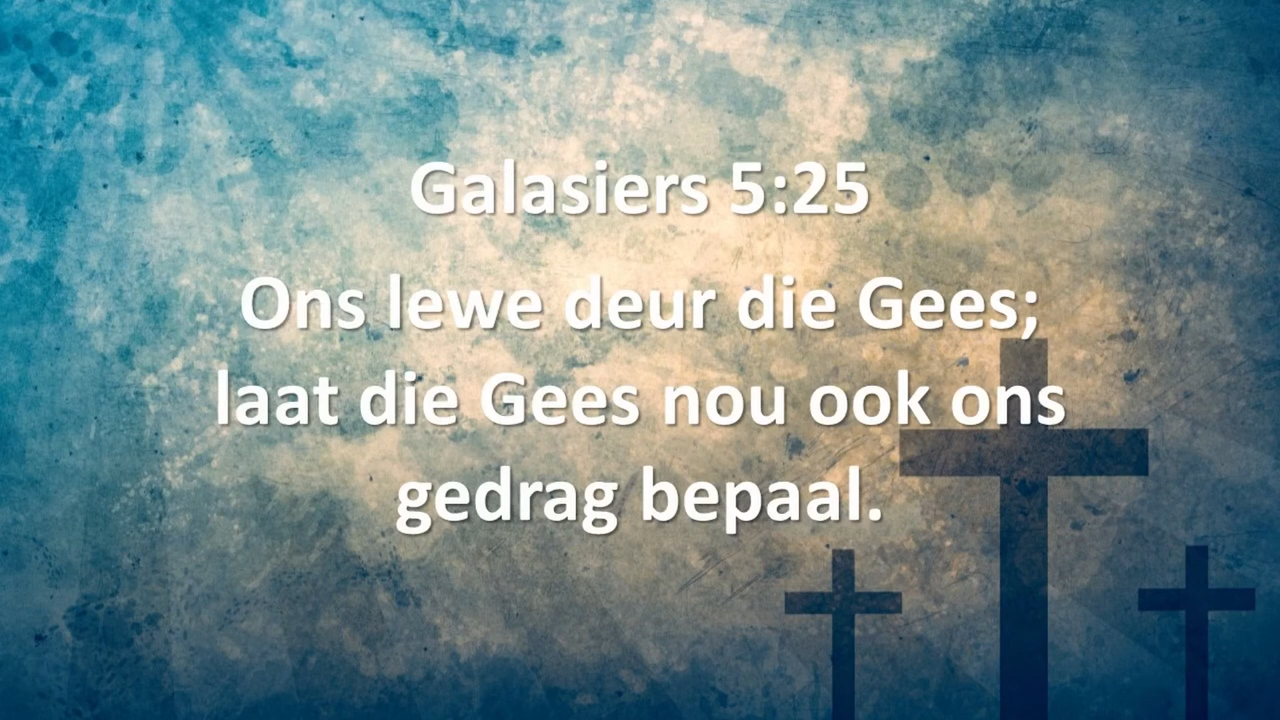 Galasiers 5:25
Ons lewe deur die Gees;
laat die Gees nou ook ons
gedrag bepaal.